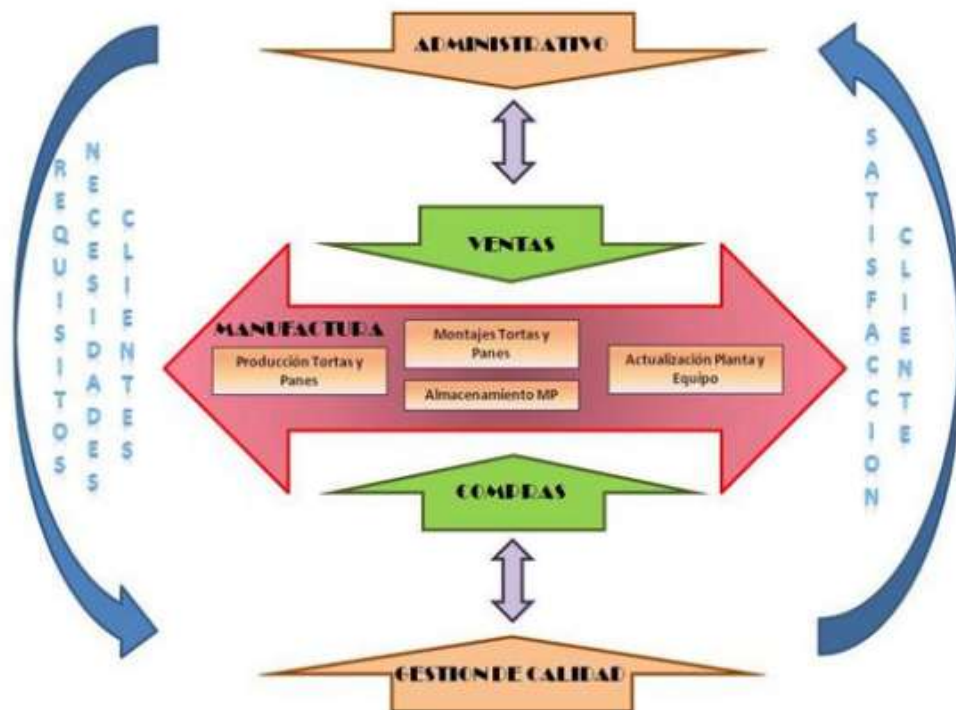 ADMINISTRATIVO
REQUISITOS
NECESIDADES
CLIENTES
VENTAS
MANUFACTURA
Producción Tortas y
Panes
Montajes Tortas y
Panes
Almacenamiento MP
Actualización Planta y
Equipo
COMPRAS
GESTION DE CALIDAD
SATISFACCION
CLIENTE